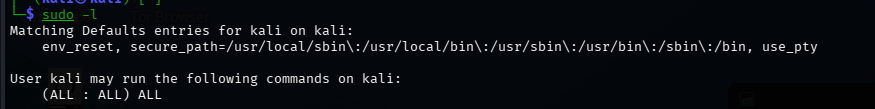 $ sudo -l
Matching Defaults entries for kali on kali:
    env_reset, secure_path=/usr/local/sbin\:/usr/local/bin\:/usr/sbin\:/usr/bin\:/sbin\:/bin, use_pty

User kali may run the following commands on kali:
    (ALL : ALL) ALL